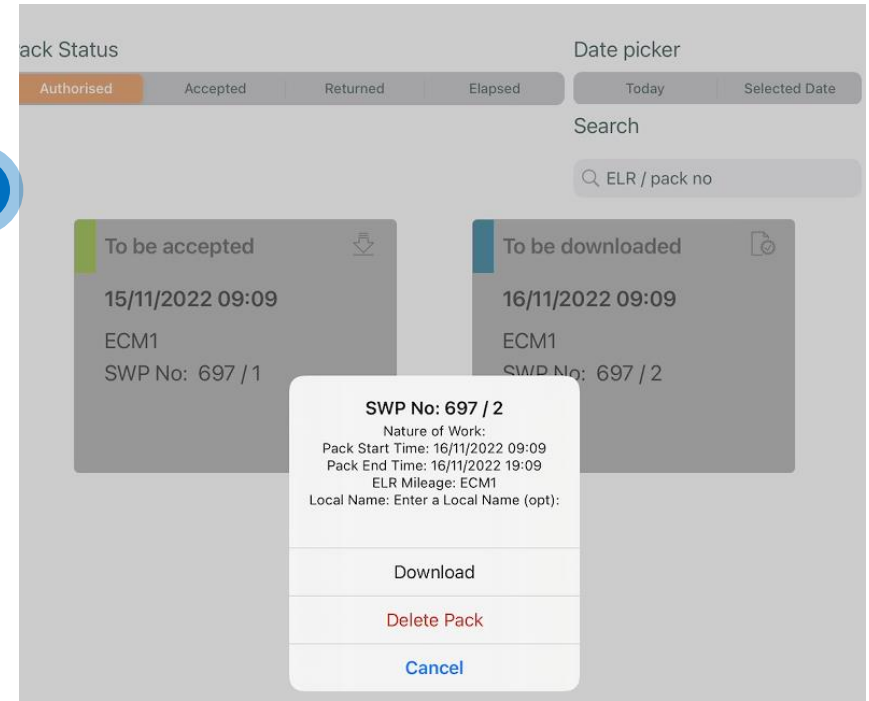 ack Status
Date picker
Authorised
Accepted
Returned
Elapsed
Today
Selected Date
Search
ELR / pack no
To be accepted
15/11/2022 09:09
ECM1
SWP No: 697 / 1
To be downloaded
16/11/2022 09:09
ECM1
SWP No: 697 / 2
SWP No: 697 / 2
Nature of Work:
Pack Start Time: 16/11/2022 09:09
Pack End Time: 16/11/2022 19:09
ELR Mileage: ECM1
Local Name: Enter a Local Name (opt):
Download
Delete Pack
Cancel